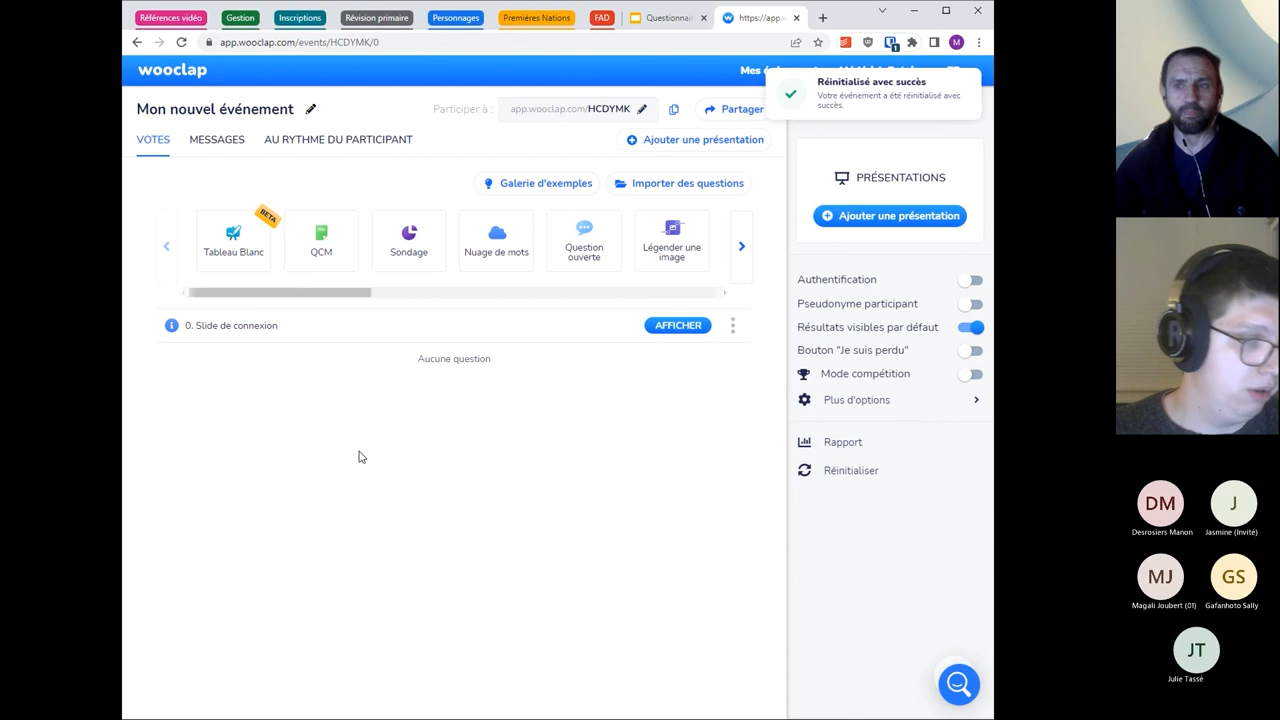 Références vidéo
Gestion
Inscriptions
Révision primaire
Personnages
Premières Nations
FAD
Questionnai
https://app.
app.wooclap.com/events/HCDYMK/0
M
wooclap
Réinitialisé avec succès
Votre événement a été réinitialisé avec
succès.
Mon nouvel événement
Participer à :
app.wooclap.com/HCDYMK
Partager
VOTES
MESSAGES
AU RYTHME DU PARTICIPANT
Ajouter une présentation
Galerie d'exemples
Importer des questions
BETA
Tableau Blanc
QCM
Sondage
Nuage de mots
Question
ouverte
Légender une
image
0. Slide de connexion
AFFICHER
Aucune question
PRÉSENTATIONS
Ajouter une présentation
Authentification
Pseudonyme participant
Résultats visibles par défaut
Bouton "Je suis perdu"
Mode compétition
Plus d'options
Rapport
Réinitialiser
DM
Desrosiers Manon
J
Jasmine (Invité)
MJ
Magali Joubert (01)
GS
Gafanhoto Sally
JT
Julie Tassé